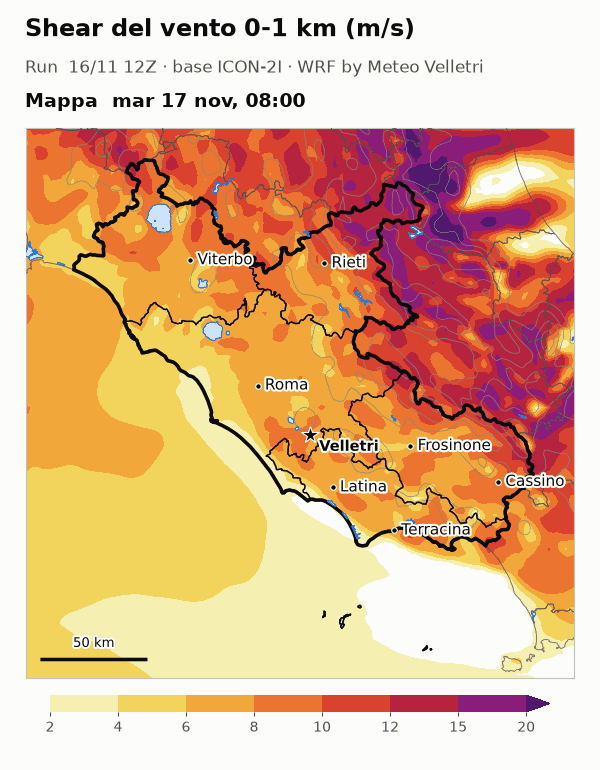 Shear del vento 0-1 km (m/s)
Run  16/11 12Z · base ICON-2I · WRF by Meteo Velletri
Mappa  mar 17 nov, 08:00
Viterbo
Rieti
Roma
Velletri
Frosinone
Latina
Cassino
Terracina
50 km
2 4 6 8 10 12 15 20